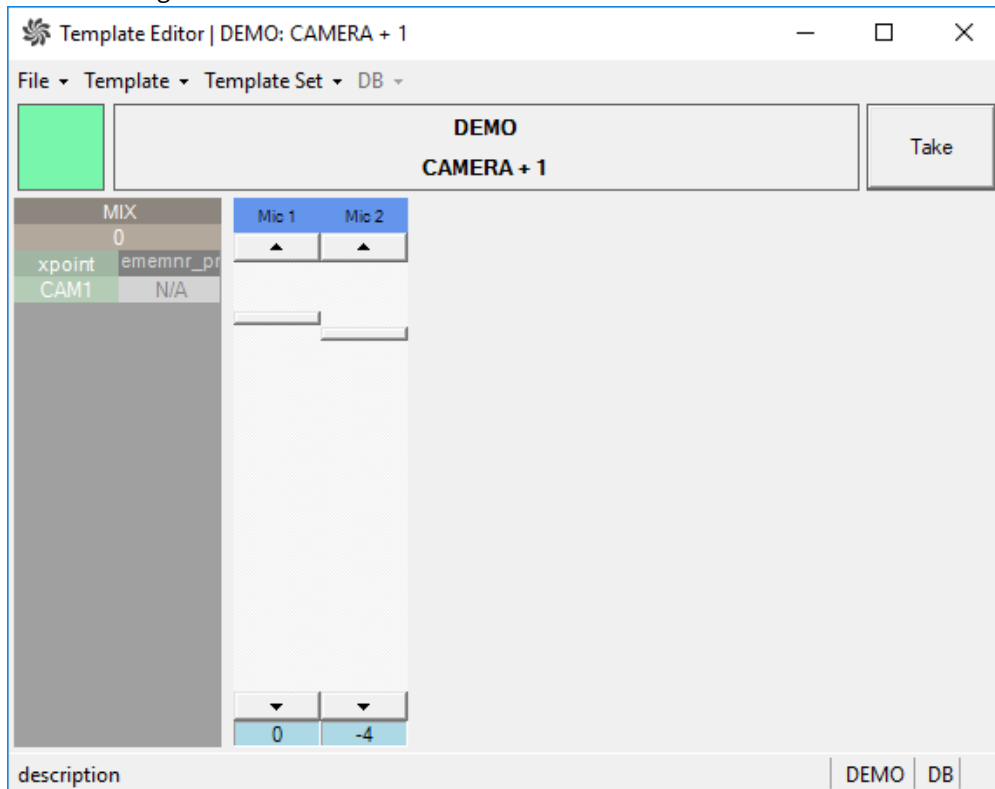 Template Editor | DEMO: CAMERA + 1
File Template Template Set DB
DEMO
CAMERA + 1
Take
MIX
0
xpoint ememnr_pr
CAM1 N/A
Mic 1 Mic 2
0 -4
description DEMO DB